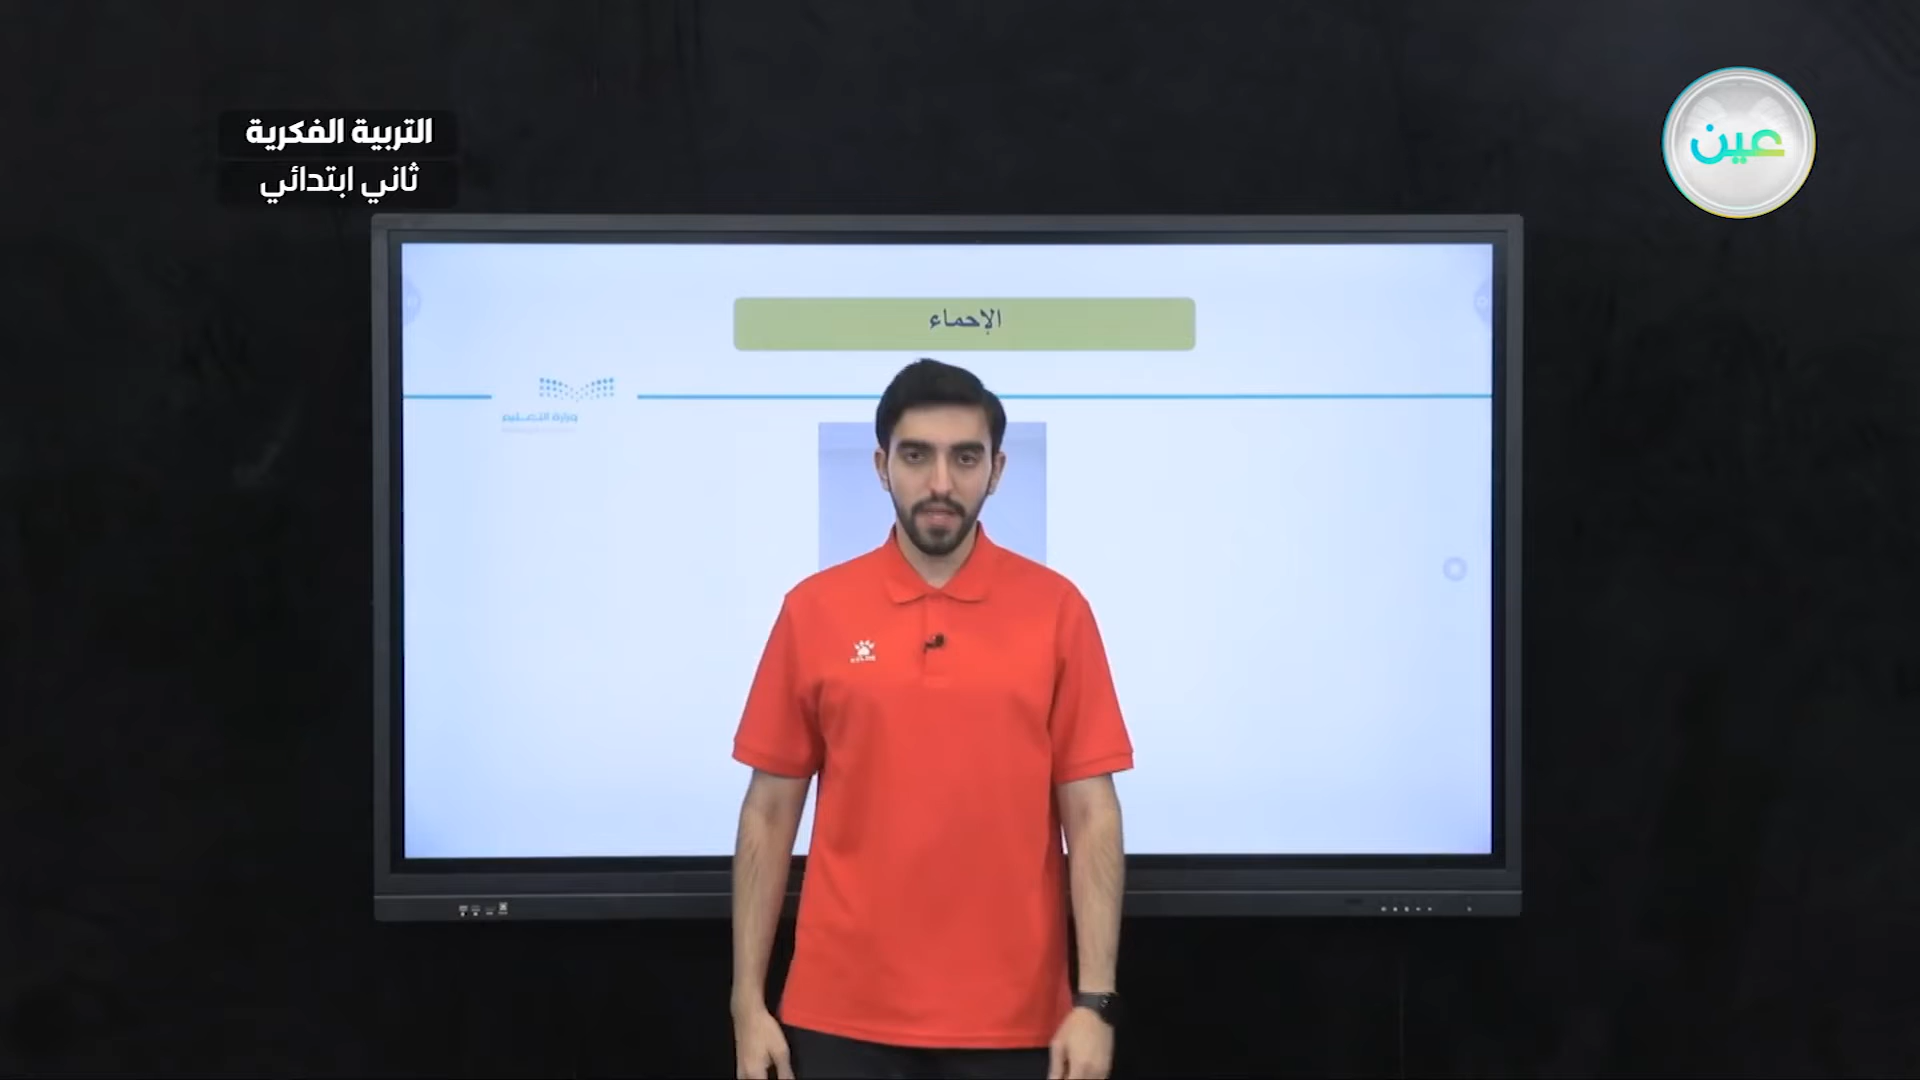 التربية الفكرية
ثاني ابتدائي
عين
الإحماء
وزارة التعليم